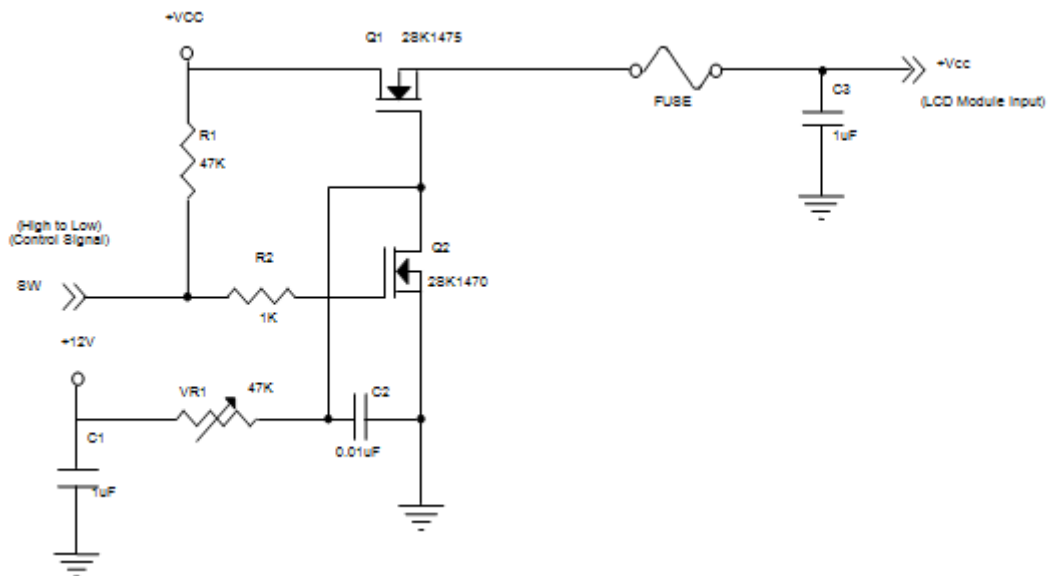 +VCC
Q1 2SK1475
+Vcc
FUSE
C3
(LCD Module Input)
1uF
R1
47K
(High to Low)
(Control Signal)
SW
R2
1K
Q2
2SK1470
+12V
VR1
47K
C2
C1
0.01uF
1uF